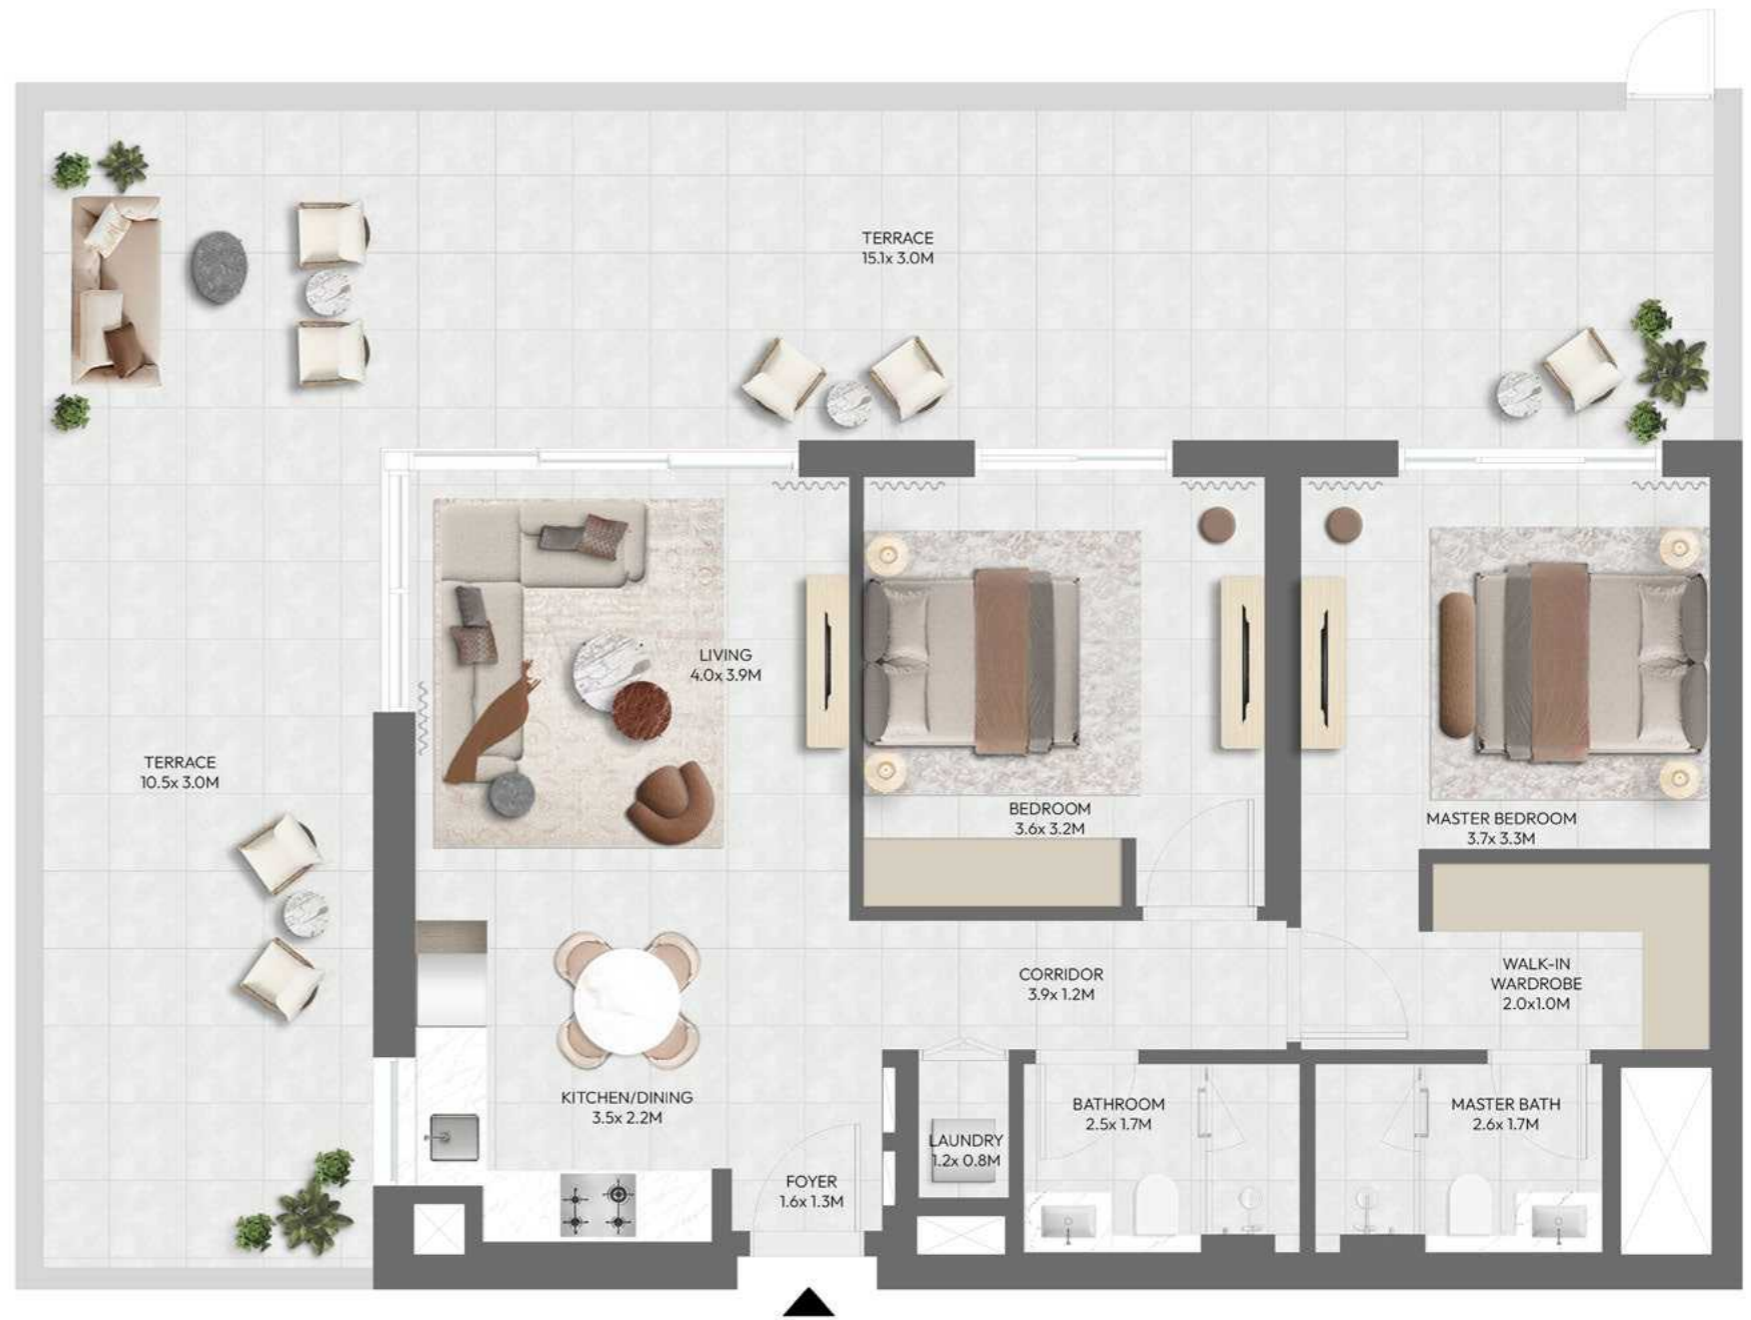 TERRACE
15.1x 3.0M
LIVING
4.0x 3.9M
TERRACE
10.5x 3.0M
BEDROOM
3.6x 3.2M
MASTER BEDROOM
3.7x 3.3M
CORRIDOR
3.9x 1.2M
WALK-IN
WARDROBE
2.0x1.0M
KITCHEN/DINING
3.5x 2.2M
BATHROOM
2.5x 1.7M
MASTER BATH
2.6x 1.7M
LAUNDRY
1.2x 0.8M
FOYER
1.6x 1.3M